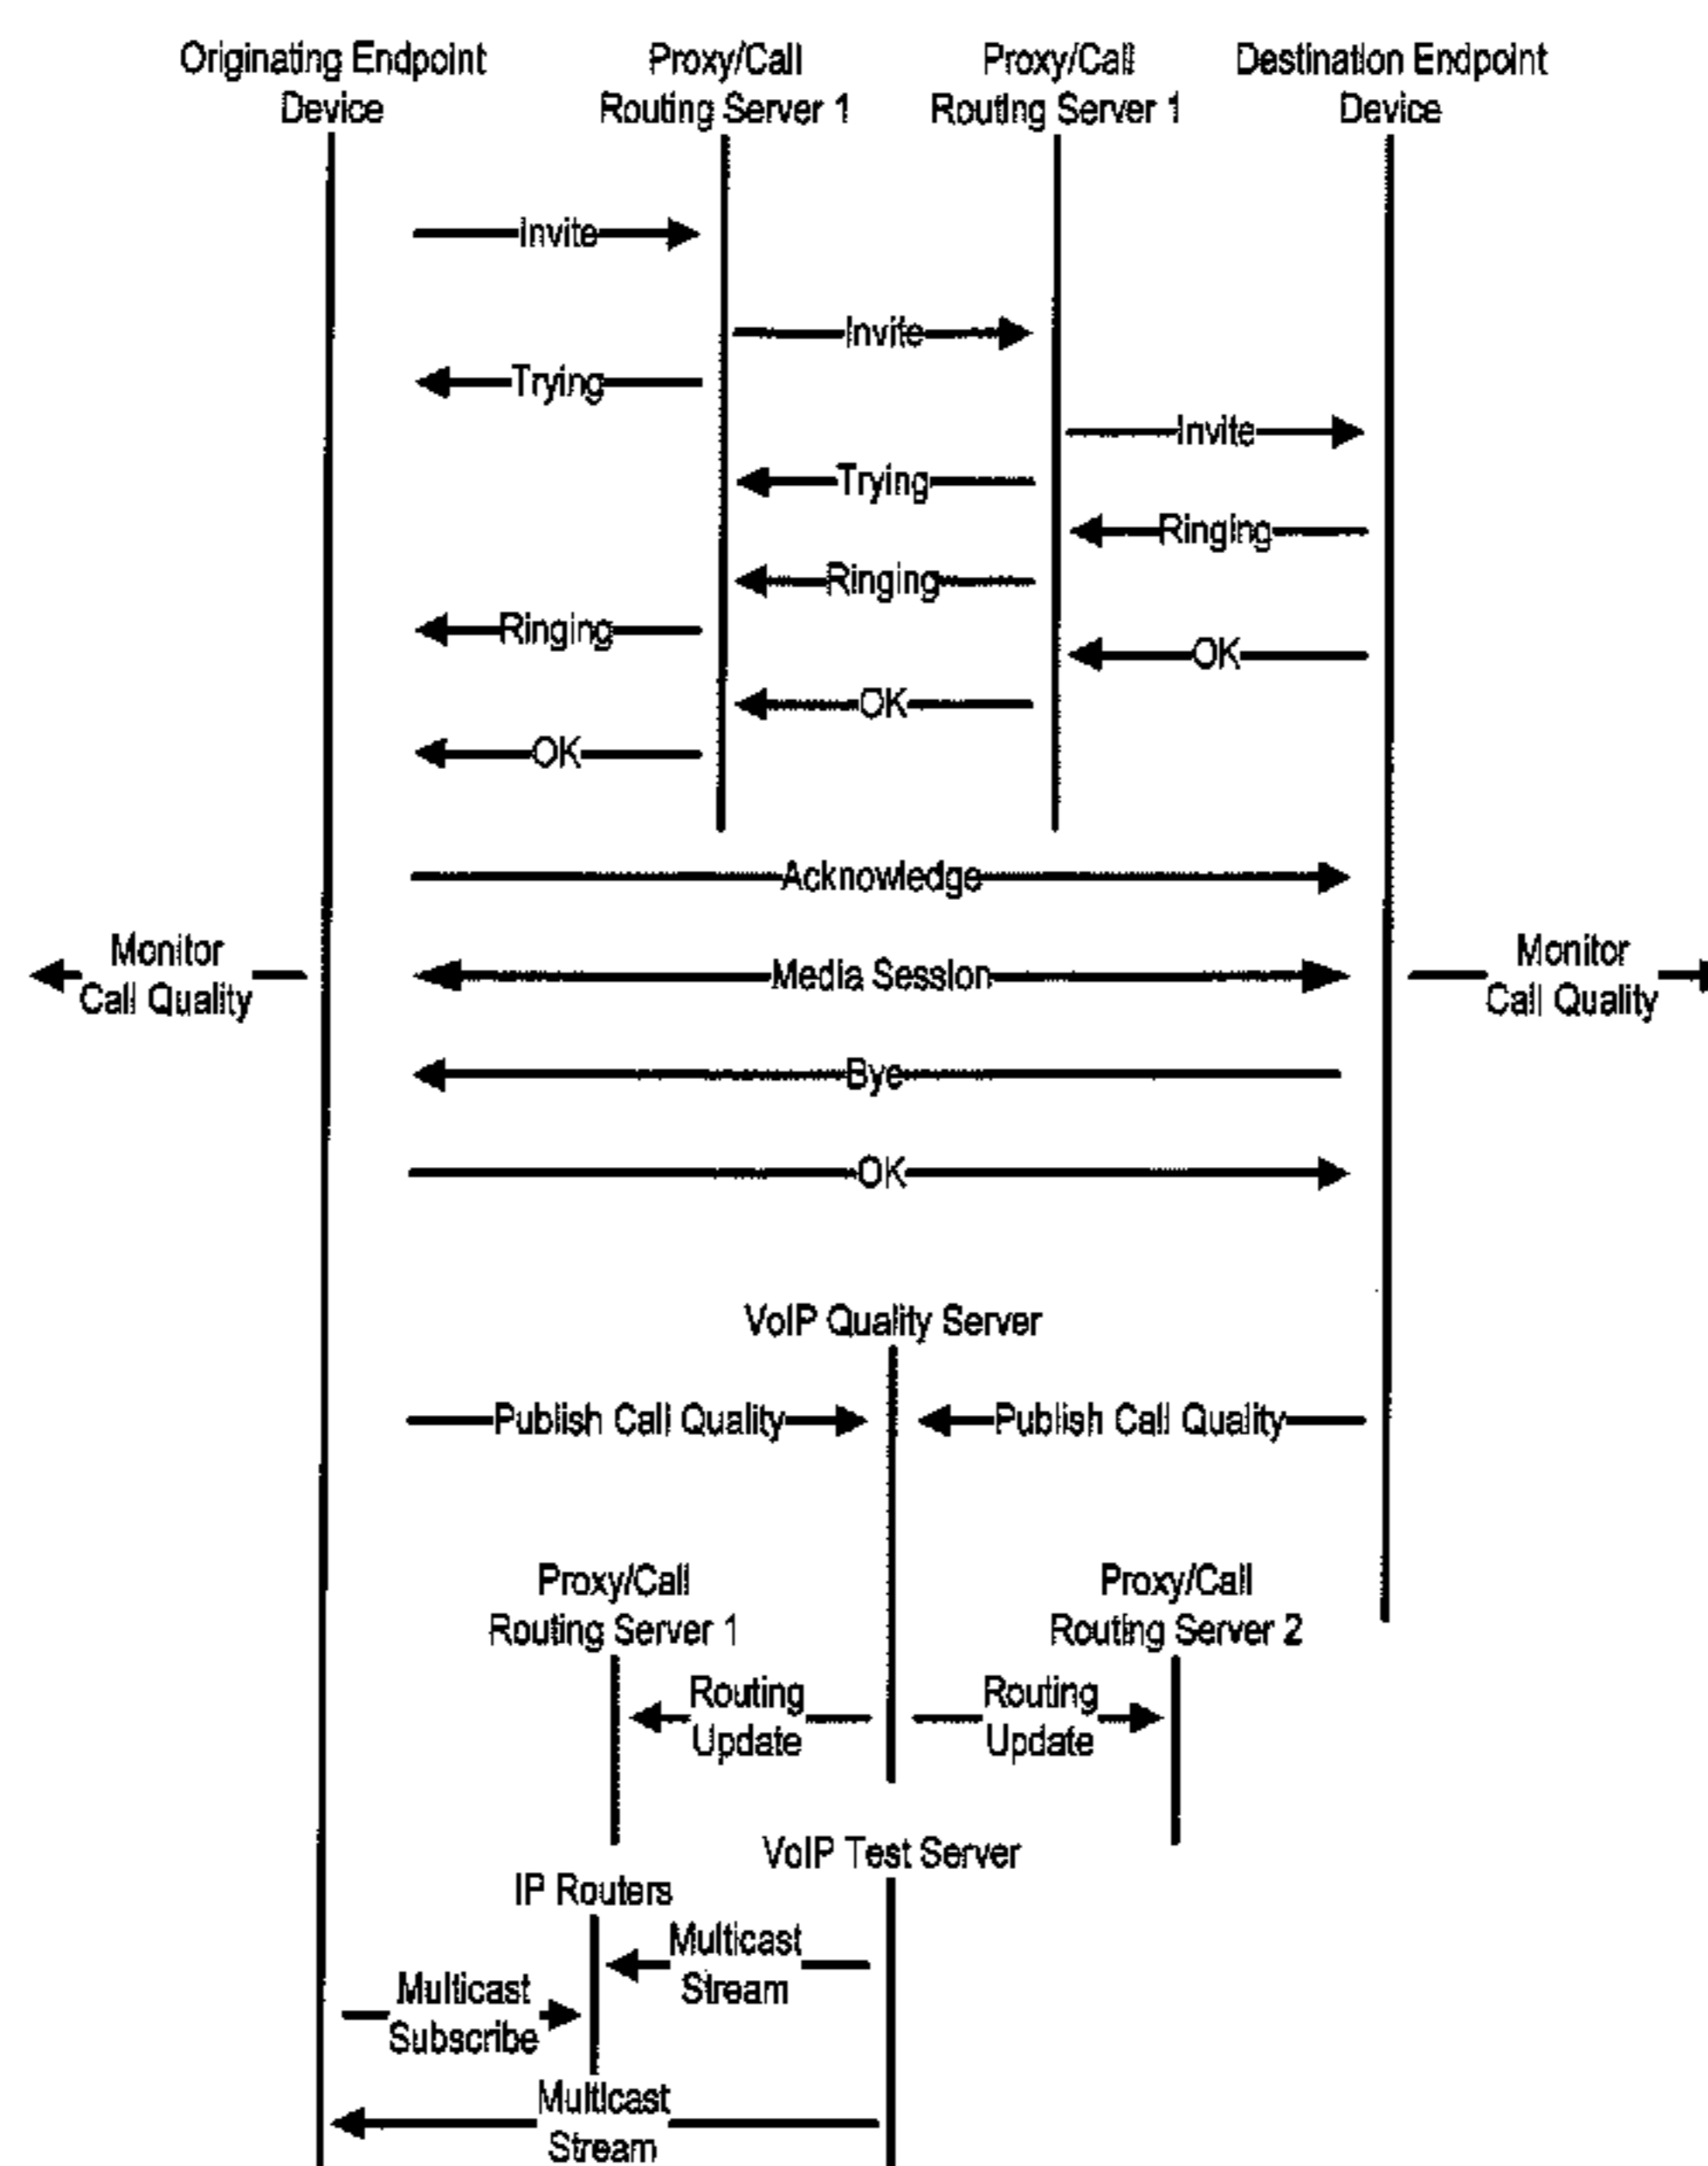 Originating Endpoint
Device
Proxy/Call
Routing Server 1
Proxy/Call
Routing Server 1
Destination Endpoint
Device
Invite
Invite
Trying
Invite
Trying
Ringing
Ringing
Ringing
OK
OK
OK
Acknowledge
Monitor
Call Quality
Media Session
Monitor
Call Quality
Bye
OK
VoIP Quality Server
Publish Call Quality
Publish Call Quality
Proxy/Call
Routing Server 1
Proxy/Call
Routing Server 2
Routing
Update
Routing
Update
VoIP Test Server
IP Routers
Multicast
Stream
Multicast
Subscribe
Multicast
Stream